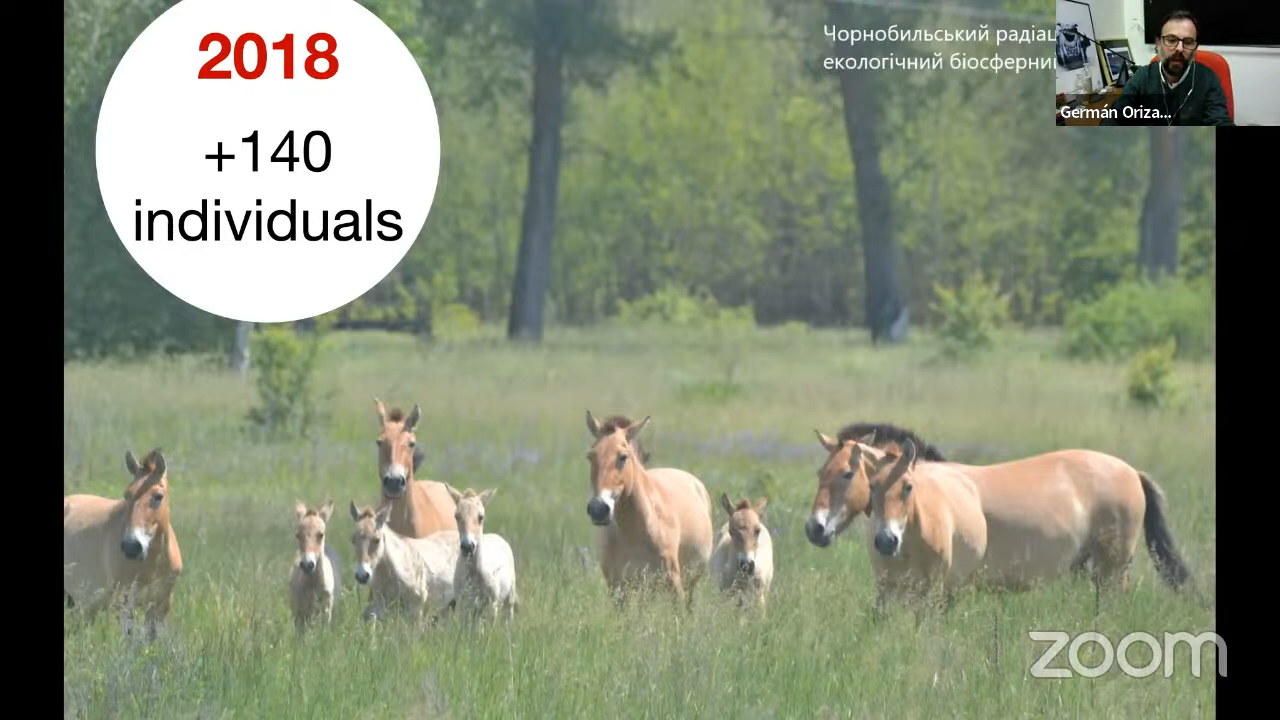 2018
+140
individuals
Чорнобильський радіац
екологічний біосферни
Germán Oriza...
zoom